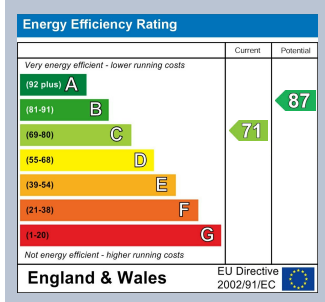 Energy Efficiency Rating
Current Potential
Very energy efficient - lower running costs
(92 plus) A
(81-91) B
87
(69-80) C
71
(55-68) D
(39-54) E
(21-38) F
(1-20) G
Not energy efficient - higher running costs
England & Wales
EU Directive
2002/91/EC